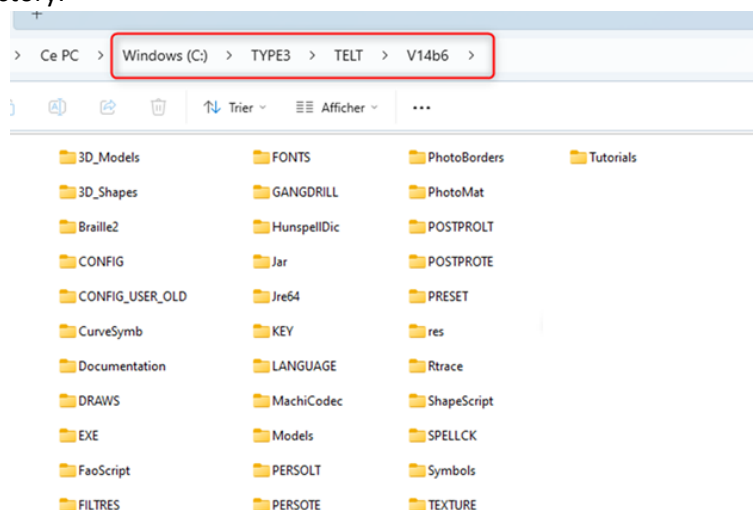 story.
+
> Ce PC > Windows (C:) > TYPE3 > TELT > V14b6 >
Trier Afficher ...
3D_Models FONTS PhotoBorders Tutorials
3D_Shapes GANGDRILL PhotoMat
Braille2 HunspellDic POSTPROLT
CONFIG Jar POSTPROTE
CONFIG_USER_OLD Jre64 PRESET
CurveSymb KEY res
Documentation LANGUAGE Rtrace
DRAWS MachiCodec ShapeScript
EXE Models SPELLCK
FaoScript PERSOLT Symbols
FILTRES PERSOTE TEXTURE